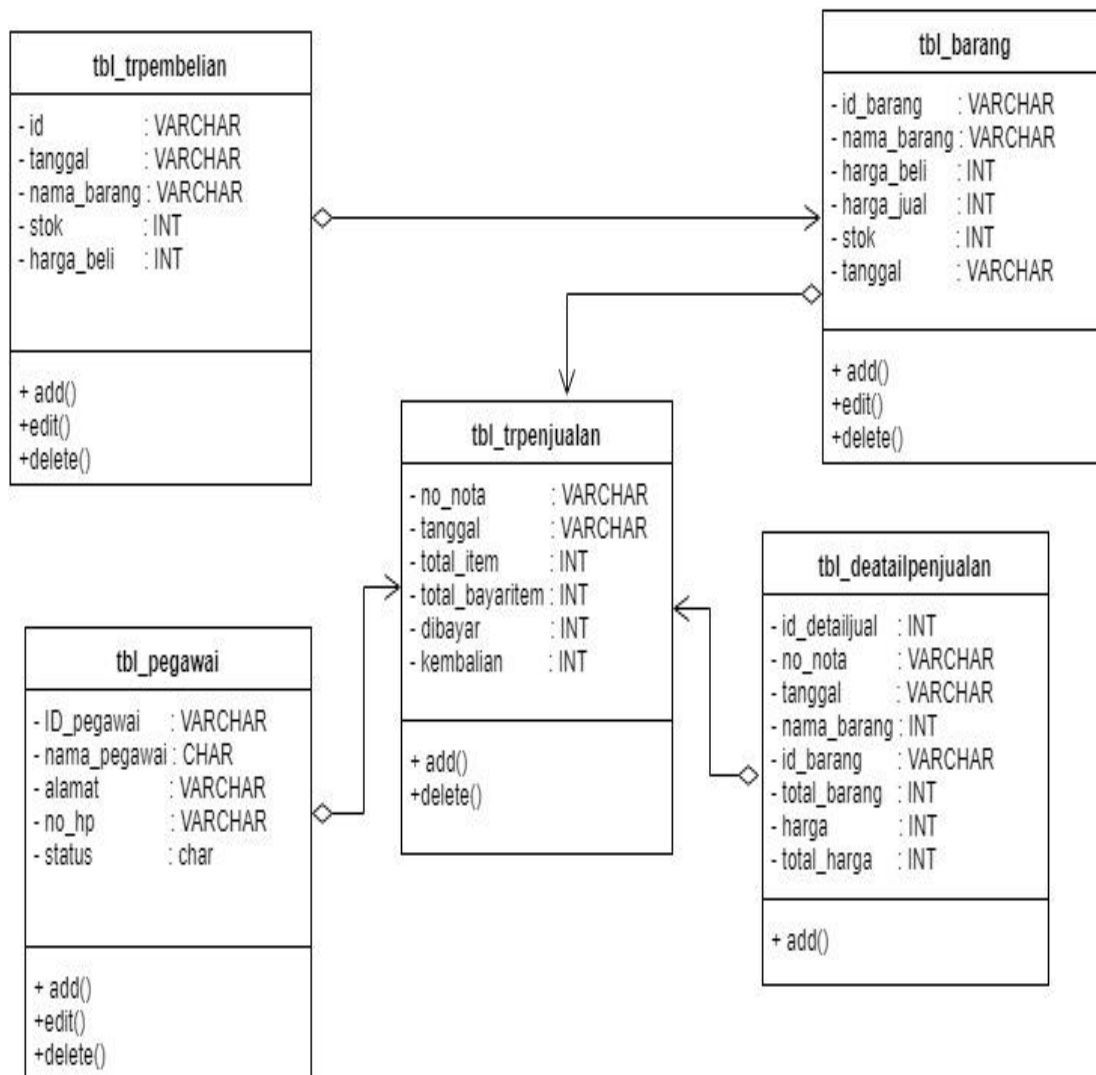 tbl_trpembelian
- id : VARCHAR
- tanggal : VARCHAR
- nama_barang : VARCHAR
- stok : INT
- harga_beli : INT
+ add()
+edit()
+delete()
tbl_barang
- id_barang : VARCHAR
- nama_barang : VARCHAR
- harga_beli : INT
- harga_jual : INT
- stok : INT
- tanggal : VARCHAR
+ add()
+edit()
+delete()
tbl_trpenjualan
- no_nota : VARCHAR
- tanggal : VARCHAR
- total_item : INT
- total_bayaritem : INT
- dibayar : INT
- kembalian : INT
+ add()
+delete()
tbl_deatailpenjualan
- id_detailjual : INT
- no_nota : VARCHAR
- tanggal : VARCHAR
- nama_barang : INT
- id_barang : VARCHAR
- total_barang : INT
- harga : INT
- total_harga : INT
+ add()
tbl_pegawai
- ID_pegawai : VARCHAR
- nama_pegawai : CHAR
- alamat : VARCHAR
- no_hp : VARCHAR
- status : char
+ add()
+edit()
+delete()